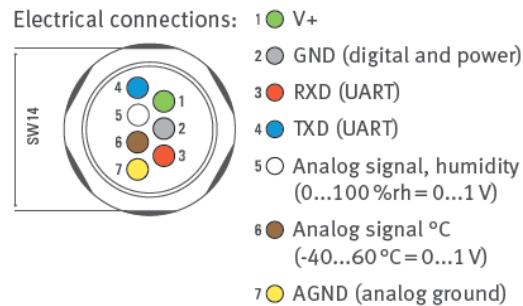 Electrical connections:
1 V+
2 GND (digital and power)
3 RXD (UART)
4 TXD (UART)
5 Analog signal, humidity
(0...100 %rh = 0...1 V)
6 Analog signal °C
(-40...60 °C = 0...1 V)
7 AGND (analog ground)
SW14
4
1
5
2
6
3
7